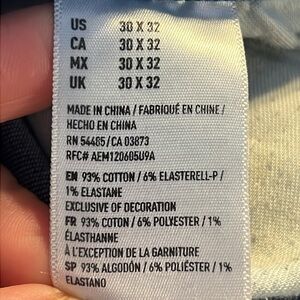 US 30 X 32
CA 30 X 32
MX 30 X 32
UK 30 X 32
MADE IN CHINA / FABRIQUÉ EN CHINE /
HECHO EN CHINA
RN 54485/CA 03873
RFC# AEM120605U9A
EN 93% COTTON / 6% ELASTERELL-P /
1% ELASTANE
EXCLUSIVE OF DECORATION
FR 93% COTON / 6% POLYESTER / 1%
ÉLASTHANNE
À L'EXCEPTION DE LA GARNITURE
SP 93% ALGODÓN / 6% POLIÉSTER / 1%
ELASTANO